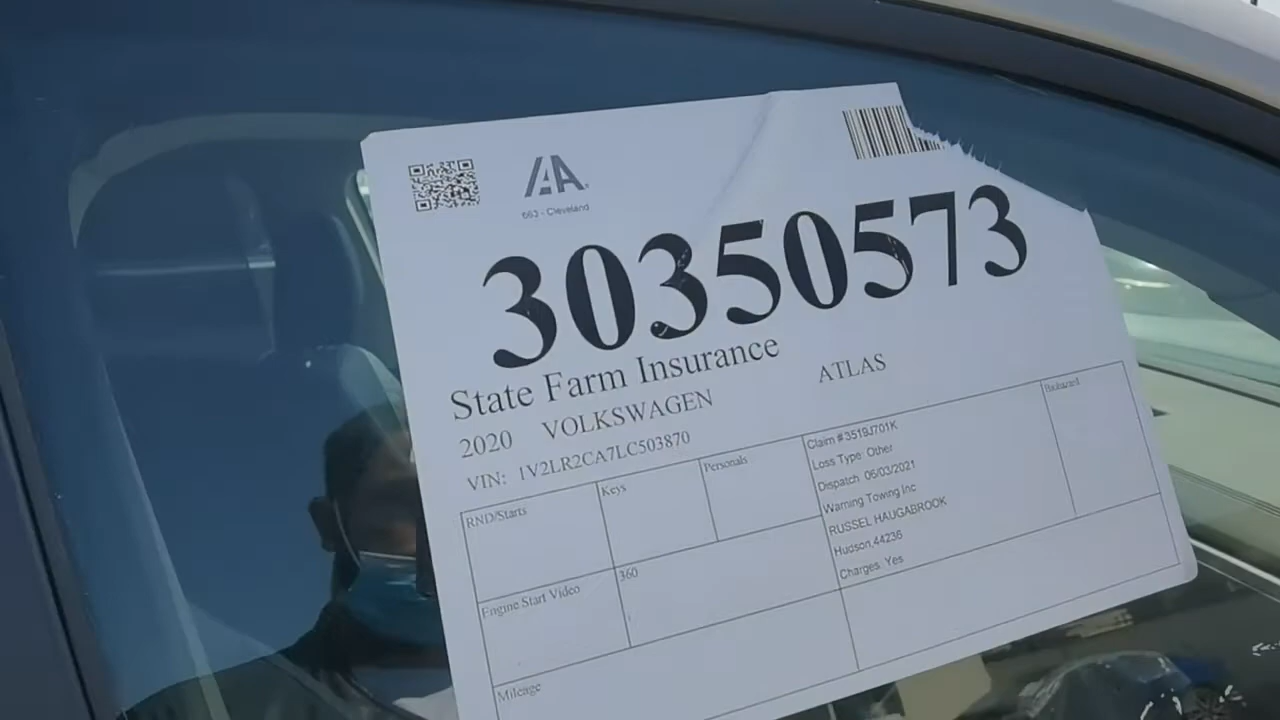 IAA
663 - Cleveland
30350573
State Farm Insurance
2020 VOLKSWAGEN ATLAS
VIN: 1V2LR2CA7LC503870
RND/Starts
Keys
Personals
Claim #3519J701K
Loss Type: Other
Dispatch 06/03/2021
Warning Towing Inc
RUSSEL HAUGABROOK
Hudson,44236
Charges: Yes
Biohazard
Engine Start Video
360
Mileage